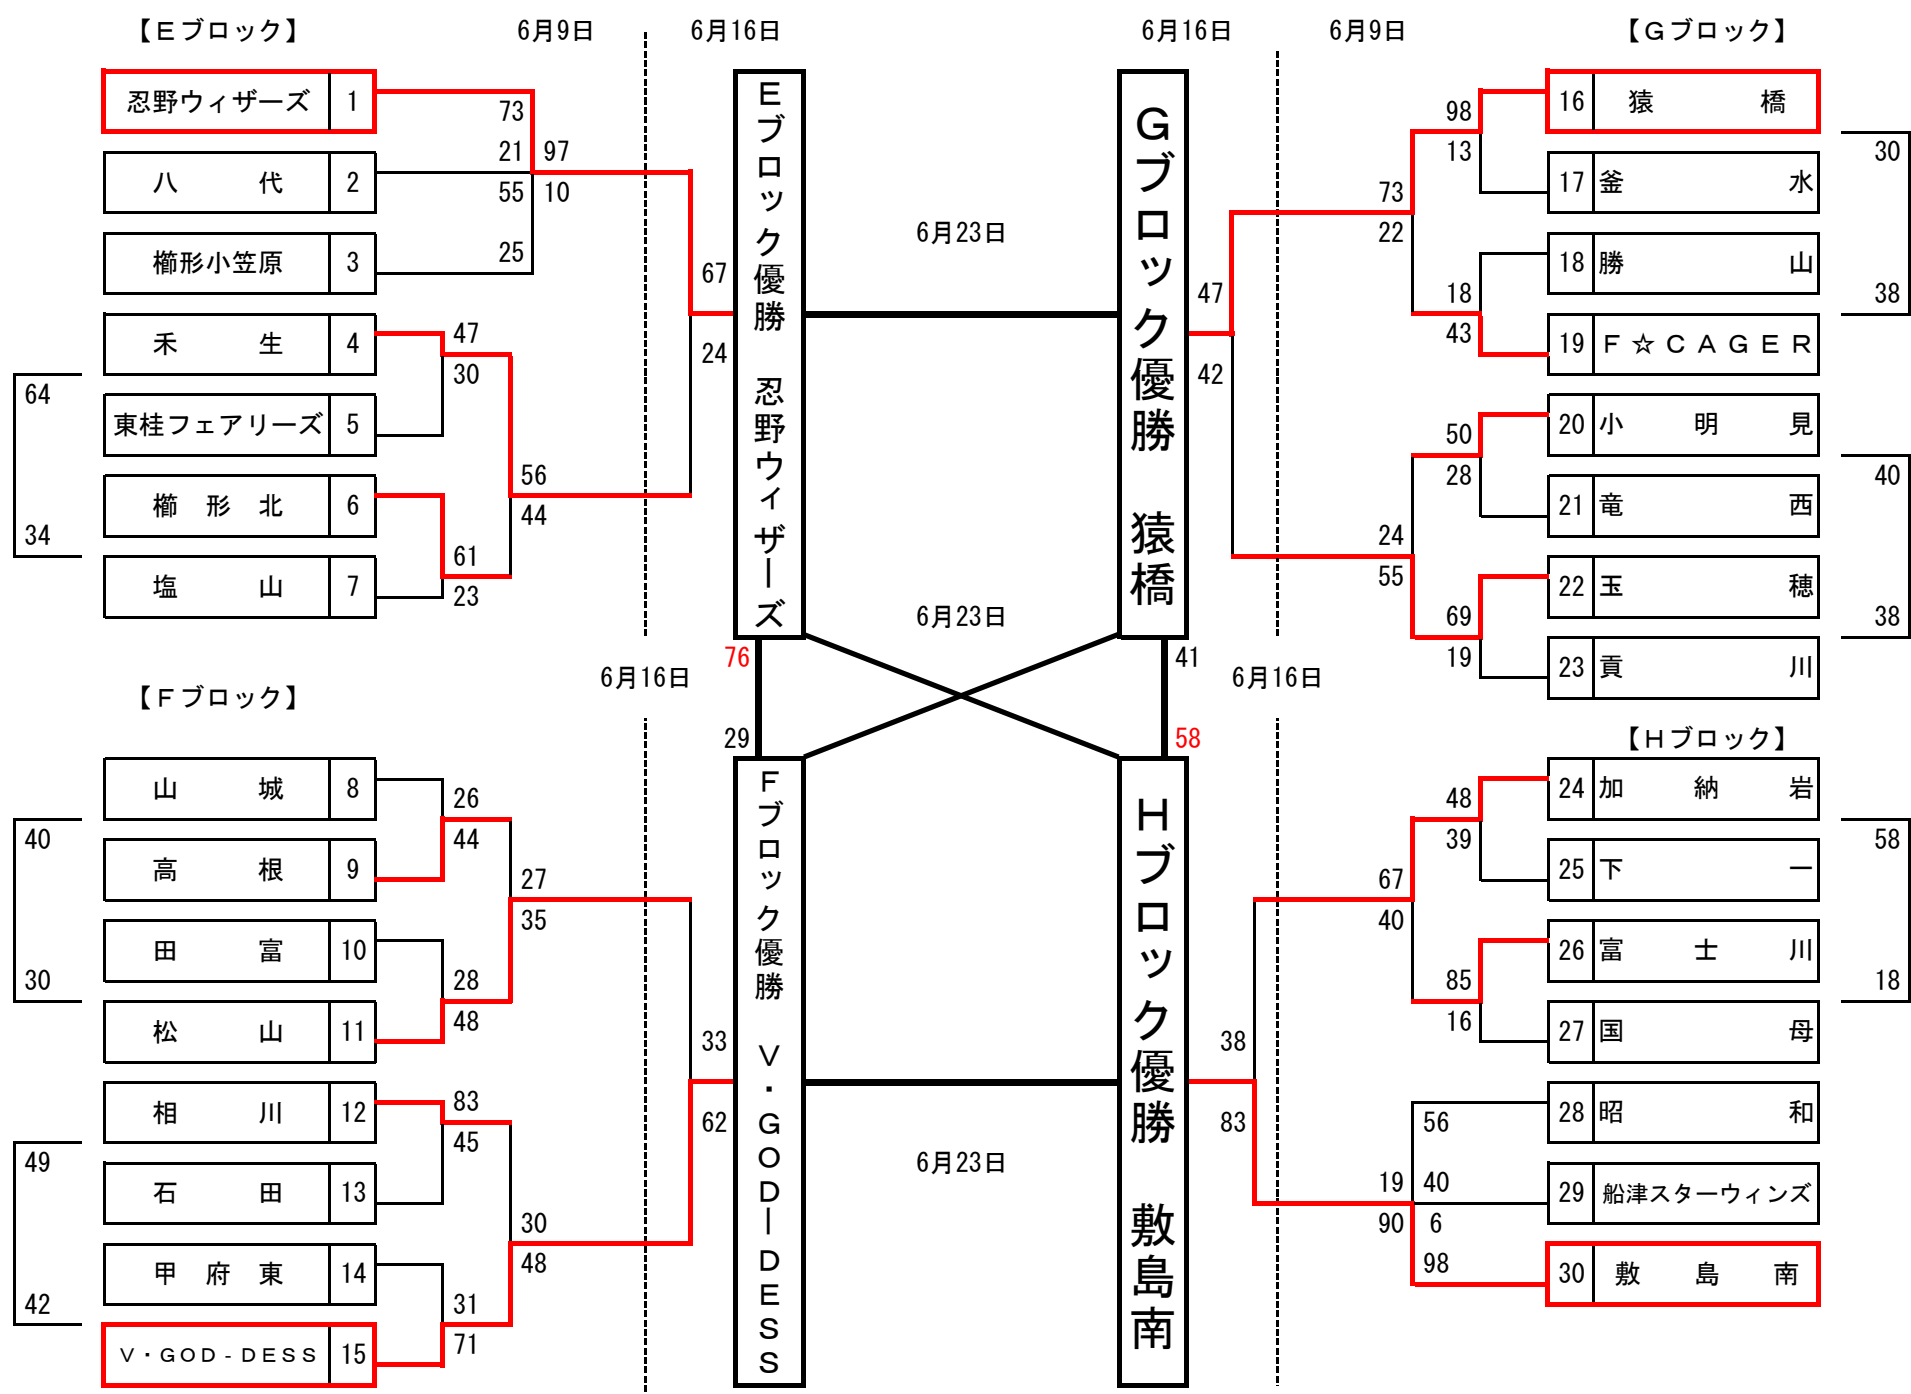 【Eブロック】
6月9日
6月16日
6月16日
6月9日
【Gブロック】
忍野ウィザーズ 1
八代 2
櫛形小笠原 3
禾生 4
東桂フェアリーズ 5
櫛形北 6
塩山 7
73
21
55
25
97
10
47
30
61
23
56
44
64
34
67
24
Eブロック優勝 忍野ウィザーズ
6月23日
Gブロック優勝 猿橋
47
42
73
22
24
55
98
13
18
43
50
28
69
19
16 猿橋
17 釜水
18 勝山
19 F☆CAGER
20 小明見
21 竜西
22 玉穂
23 貢川
30
38
40
38
6月23日
76
29
41
58
【Fブロック】
6月16日
6月16日
【Hブロック】
山城 8
高根 9
田富 10
松山 11
相川 12
石田 13
甲府東 14
V・GOD-DESS 15
40
30
49
42
26
44
28
48
83
45
31
71
27
35
30
48
33
62
Fブロック優勝 V・GOD-DESS
6月23日
Hブロック優勝 敷島南
38
83
67
40
19
90
48
39
85
16
56
40
6
98
24 加納岩
25 下一
26 富士川
27 国母
28 昭和
29 船津スターウィンズ
30 敷島南
58
18